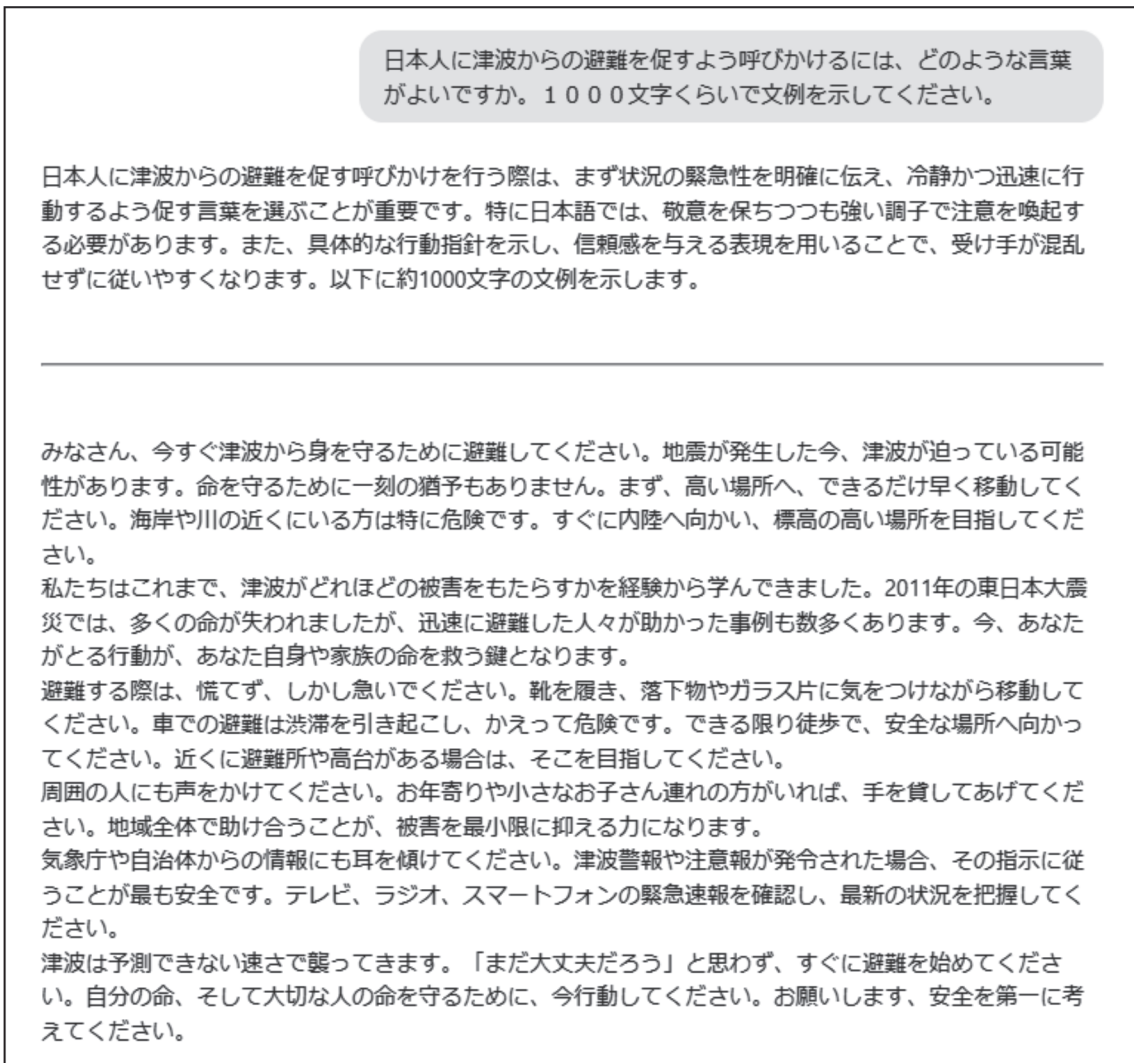 日本人に津波からの避難を促すよう呼びかけるには、どのような言葉
がよいですか。１０００文字くらいで文例を示してください。
日本人に津波からの避難を促す呼びかけを行う際は、まず状況の緊急性を明確に伝え、冷静かつ迅速に行
動するよう促す言葉を選ぶことが重要です。特に日本語では、敬意を保ちつつも強い調子で注意を喚起す
る必要があります。また、具体的な行動指針を示し、信頼感を与える表現を用いることで、受け手が混乱
せずに従いやすくなります。以下に約1000文字の文例を示します。
みなさん、今すぐ津波から身を守るために避難してください。地震が発生した今、津波が迫っている可能
性があります。命を守るために一刻の猶予もありません。まず、高い場所へ、できるだけ早く移動してく
ださい。海岸や川の近くにいる方は特に危険です。すぐに内陸へ向かい、標高の高い場所を目指してくだ
さい。
私たちはこれまで、津波がどれほどの被害をもたらすかを経験から学んできました。2011年の東日本大震
災では、多くの命が失われましたが、迅速に避難した人々が助かった事例も数多くあります。今、あなた
がとる行動が、あなた自身や家族の命を救う鍵となります。
避難する際は、慌てず、しかし急いでください。靴を履き、落下物やガラス片に気をつけながら移動して
ください。車での避難は渋滞を引き起こし、かえって危険です。できる限り徒歩で、安全な場所へ向かっ
てください。近くに避難所や高台がある場合は、そこを目指してください。
周囲の人にも声をかけてください。お年寄りや小さなお子さん連れの方がいれば、手を貸してあげてくだ
さい。地域全体で助け合うことが、被害を最小限に抑える力になります。
気象庁や自治体からの情報にも耳を傾けてください。津波警報や注意報が発令された場合、その指示に従
うことが最も安全です。テレビ、ラジオ、スマートフォンの緊急速報を確認し、最新の状況を把握してく
ださい。
津波は予測できない速さで襲ってきます。「まだ大丈夫だろう」と思わず、すぐに避難を始めてくださ
い。自分の命、そして大切な人の命を守るために、今行動してください。お願いします、安全を第一に考
えてください。